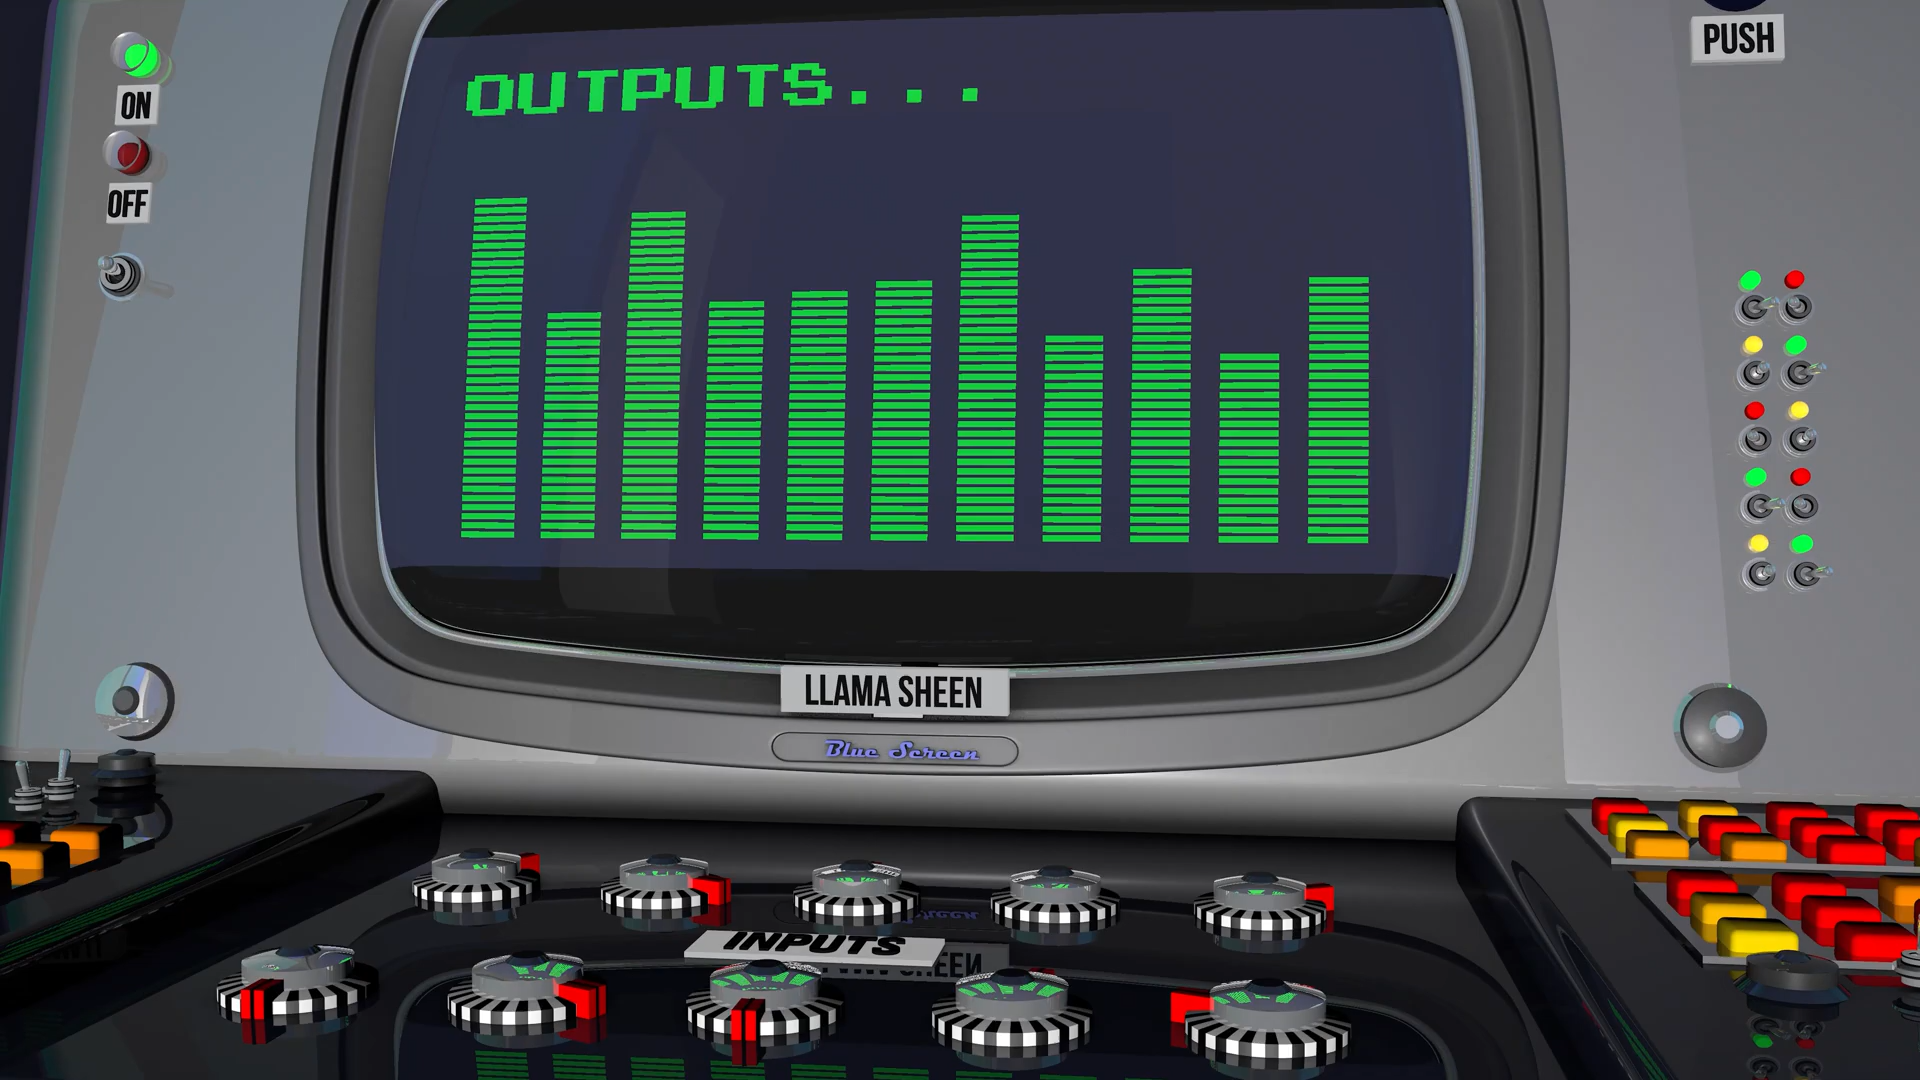 PUSH
OUTPUTS...
ON
OFF
LLAMA SHEEN
Blue Screen
INPUTS